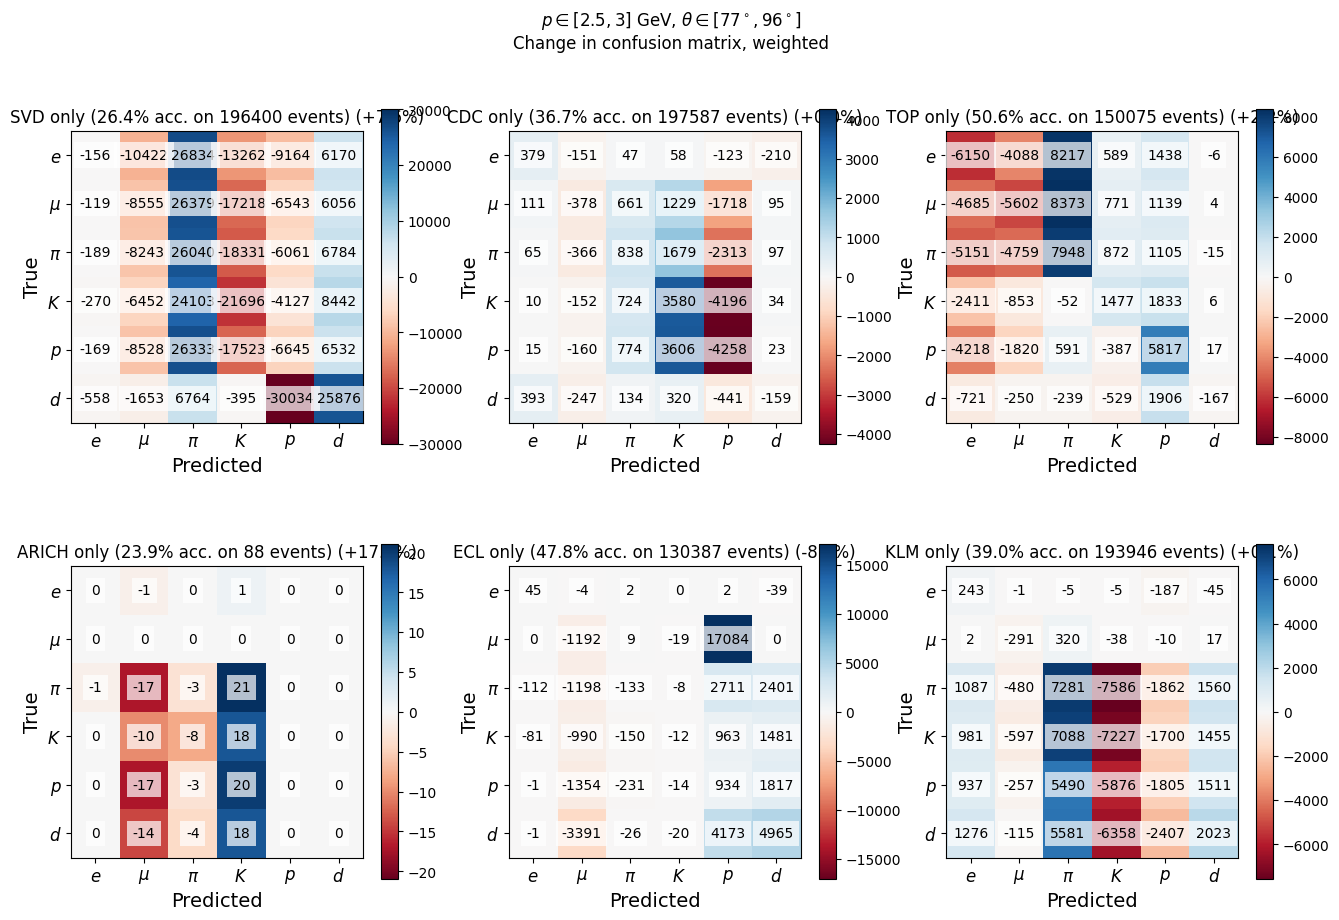 p ∈ [2.5, 3] GeV, θ ∈ [77°, 96°]
Change in confusion matrix, weighted
SVD only (26.4% acc. on 196400 events)
True
e -156 -10422 26834 -13262 -9164 6170
μ -119 -8555 26379 -17218 -6543 6056
π -189 -8243 26040 -18331 -6061 6784
K -270 -6452 24103 -21696 -4127 8442
p -169 -8528 26333 -17523 -6645 6532
d -558 -1653 6764 -395 -30034 25876
e μ π K p d
Predicted
30000
20000
10000
0
−10000
−20000
−30000
CDC only (36.7% acc. on 197587 events)
True
e 379 -151 47 58 -123 -210
μ 111 -378 661 1229 -1718 95
π 65 -366 838 1679 -2313 97
K 10 -152 724 3580 -4196 34
p 15 -160 774 3606 -4258 23
d 393 -247 134 320 -441 -159
e μ π K p d
Predicted
4000
3000
2000
1000
0
−1000
−2000
−3000
−4000
TOP only (50.6% acc. on 150075 events)
True
e -6150 -4088 8217 589 1438 -6
μ -4685 -5602 8373 771 1139 4
π -5151 -4759 7948 872 1105 -15
K -2411 -853 -52 1477 1833 6
p -4218 -1820 591 -387 5817 17
d -721 -250 -239 -529 1906 -167
e μ π K p d
Predicted
8000
6000
4000
2000
0
−2000
−4000
−6000
−8000
ARICH only (23.9% acc. on 88 events)
True
e 0 -1 0 1 0 0
μ 0 0 0 0 0 0
π -1 -17 -3 21 0 0
K 0 -10 -8 18 0 0
p 0 -17 -3 20 0 0
d 0 -14 -4 18 0 0
e μ π K p d
Predicted
20
15
10
5
0
−5
−10
−15
−20
ECL only (47.8% acc. on 130387 events)
True
e 45 -4 2 0 2 -39
μ 0 -1192 9 -19 17084 0
π -112 -1198 -133 -8 2711 2401
K -81 -990 -150 -12 963 1481
p -1 -1354 -231 -14 934 1817
d -1 -3391 -26 -20 4173 4965
e μ π K p d
Predicted
15000
10000
5000
0
−5000
−10000
−15000
KLM only (39.0% acc. on 193946 events)
True
e 243 -1 -5 -5 -187 -45
μ 2 -291 320 -38 -10 17
π 1087 -480 7281 -7586 -1862 1560
K 981 -597 7088 -7227 -1700 1455
p 937 -257 5490 -5876 -1805 1511
d 1276 -115 5581 -6358 -2407 2023
e μ π K p d
Predicted
6000
4000
2000
0
−2000
−4000
−6000